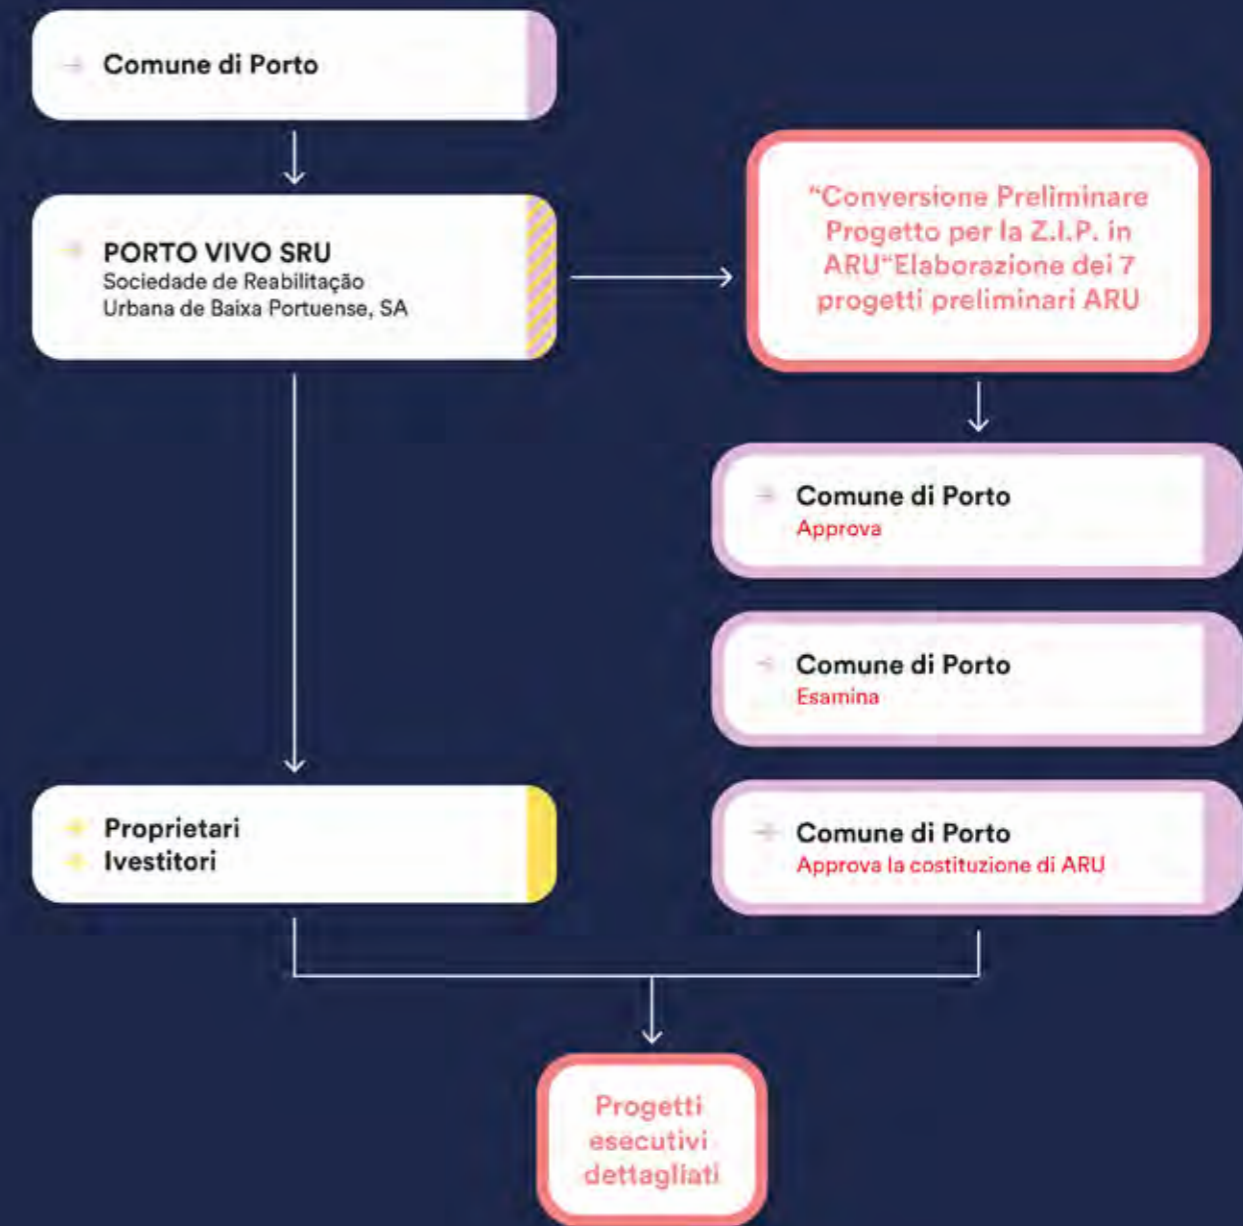 Comune di Porto
PORTO VIVO SRU
Sociedade de Reabilitação
Urbana de Baixa Portuense, SA
“Conversione Preliminare
Progetto per la Z.I.P. in
ARU“Elaborazione dei 7
progetti preliminari ARU
Comune di Porto
Approva
Comune di Porto
Esamina
Comune di Porto
Approva la costituzione di ARU
Proprietari
Ivestitori
Progetti
esecutivi
dettagliati